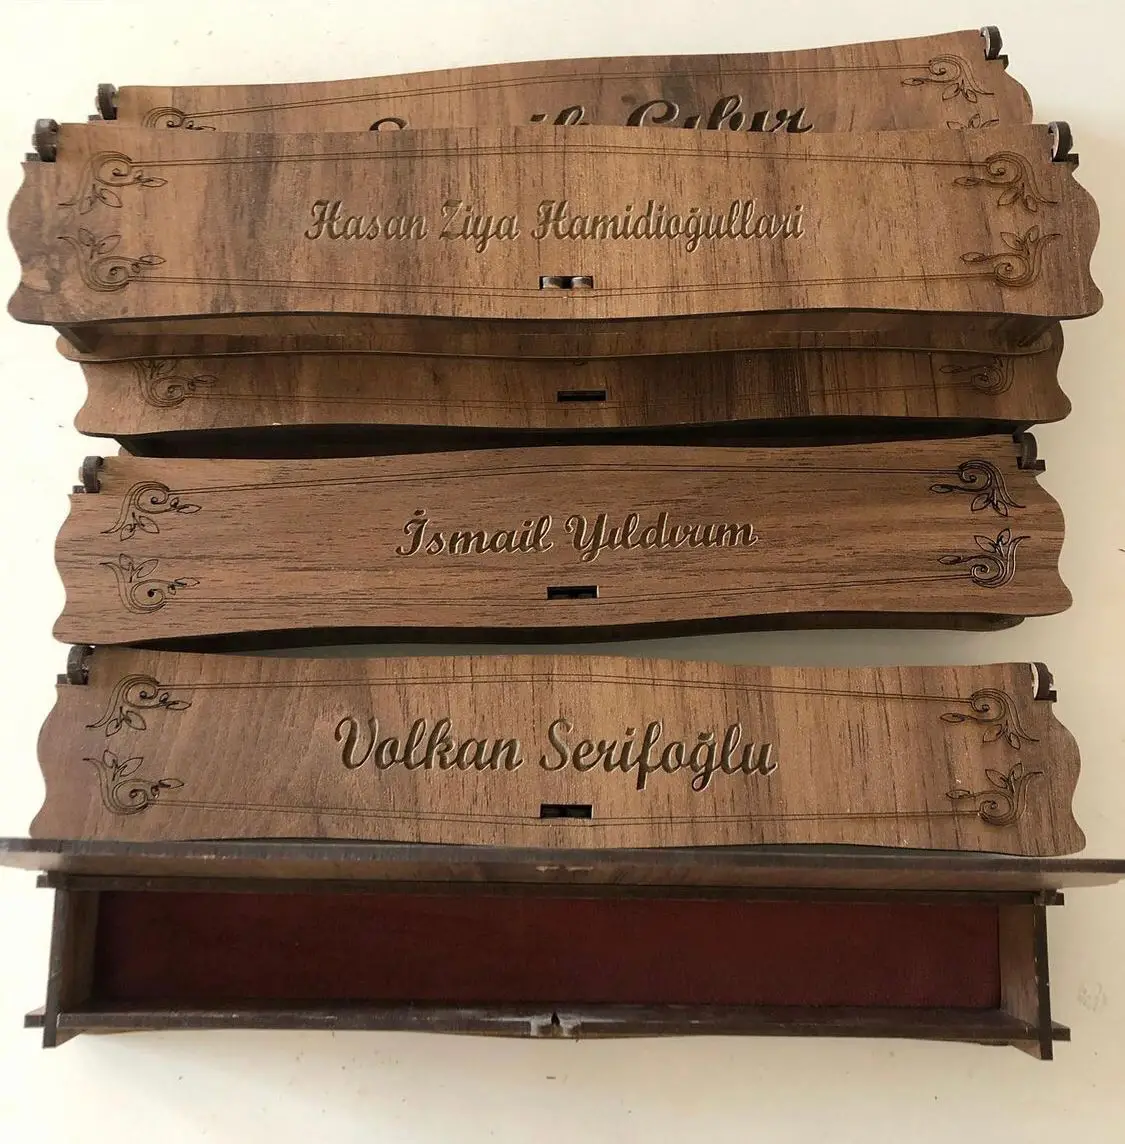 Hasan Ziya Hamidioğullari
İsmail Yıldırım
Volkan Serifoğlu